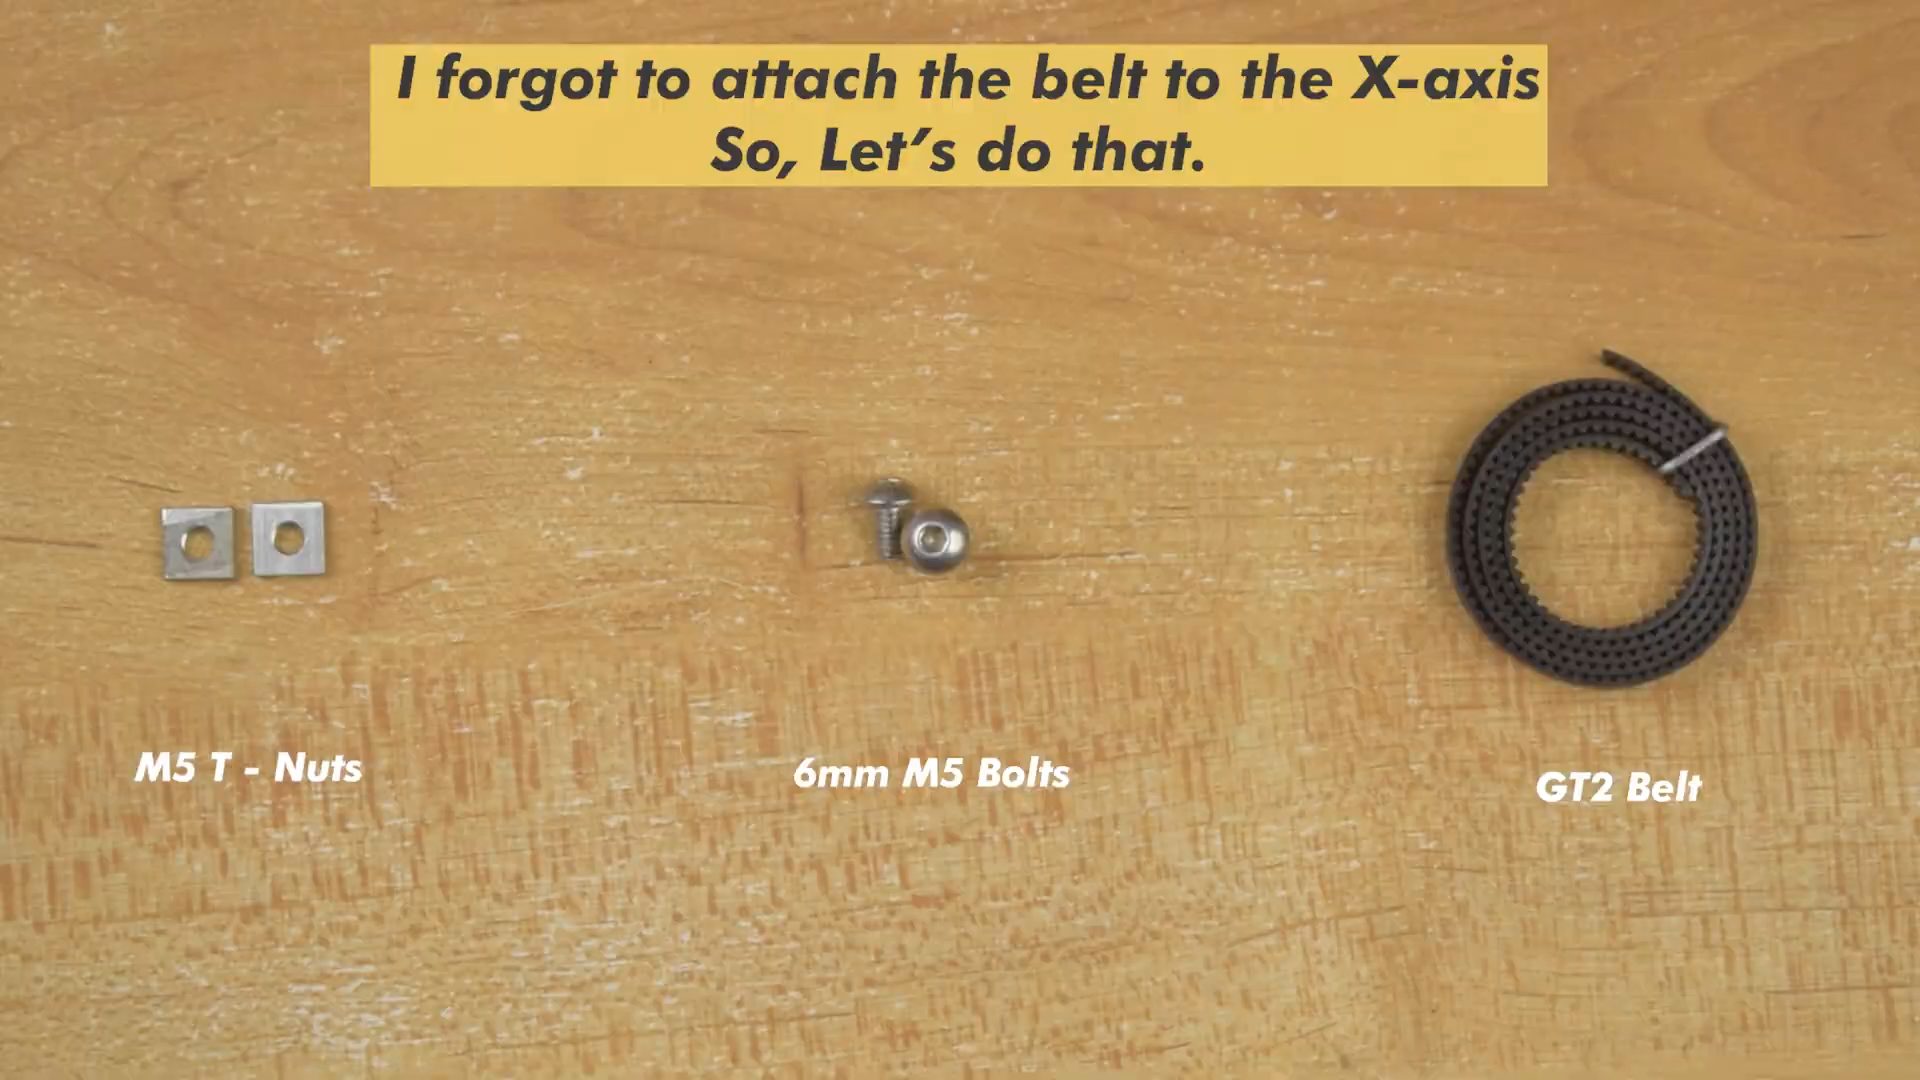 I forgot to attach the belt to the X-axis
So, Let's do that.
M5 T - Nuts
6mm M5 Bolts
GT2 Belt